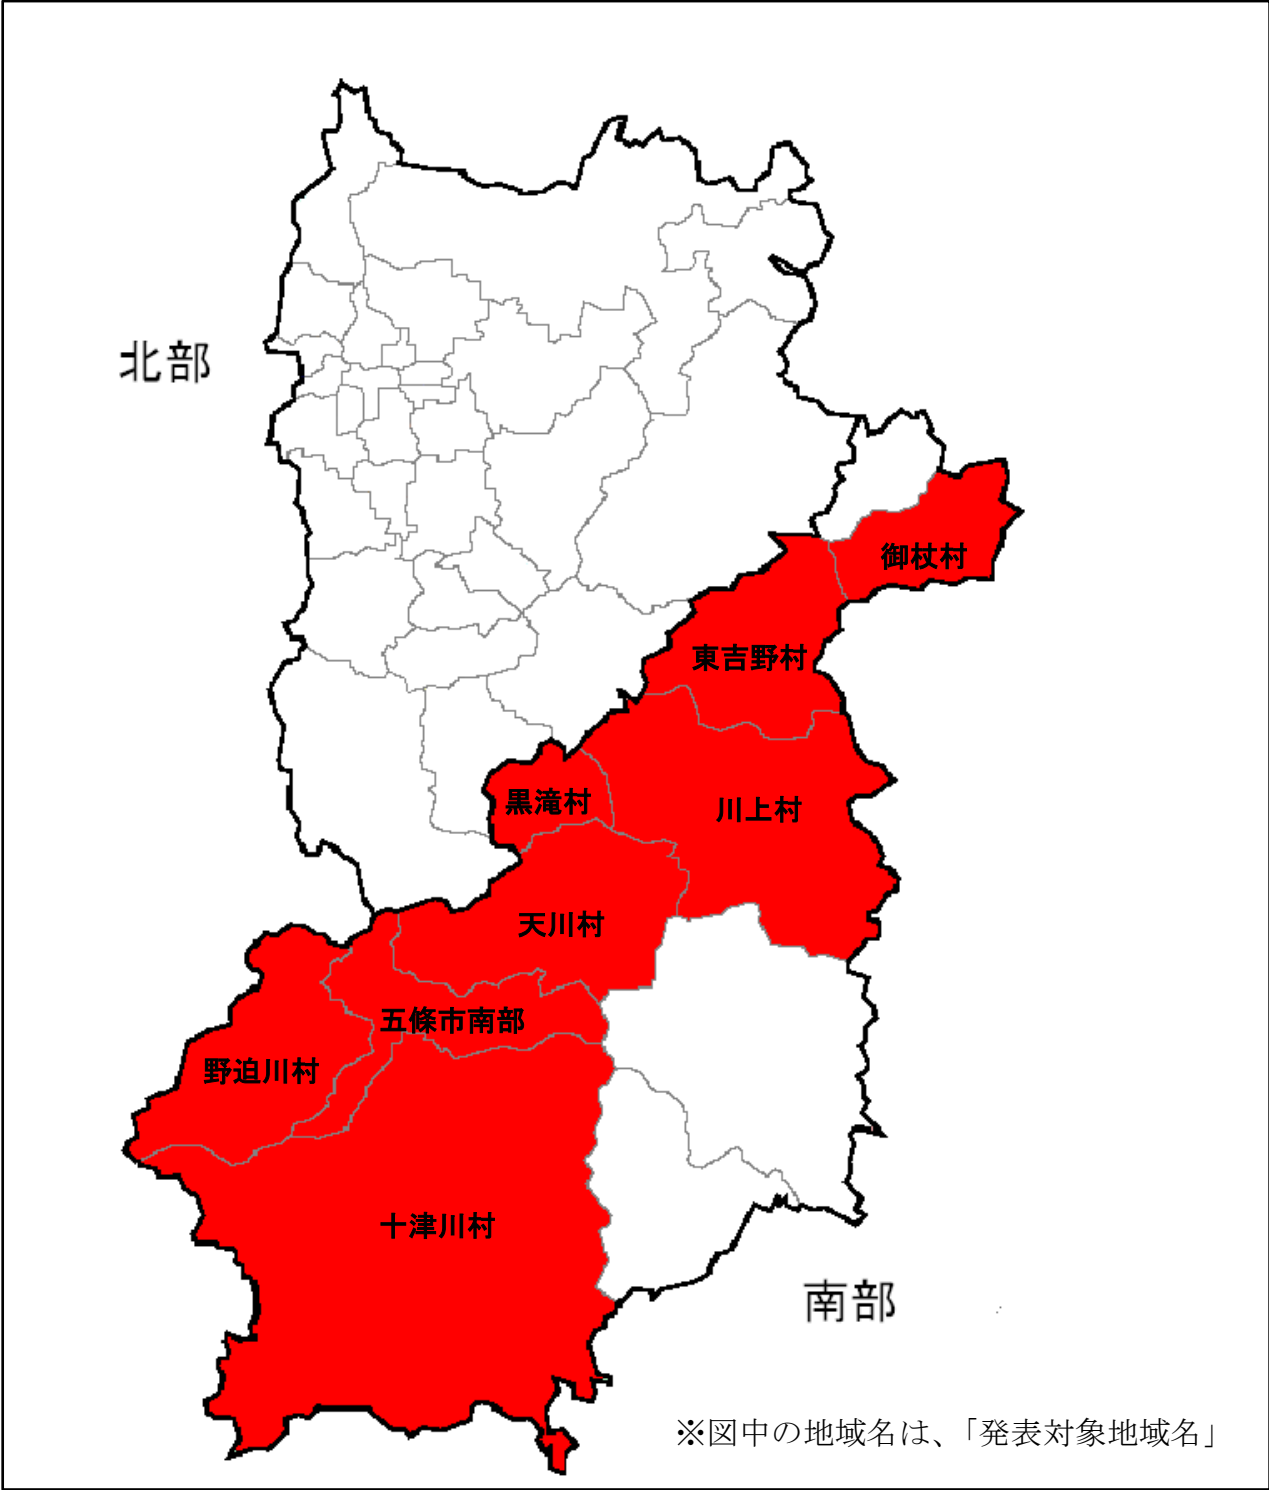 北部
御杖村
東吉野村
黒滝村
川上村
天川村
五條市南部
野迫川村
十津川村
南部
※図中の地域名は、「発表対象地域名」